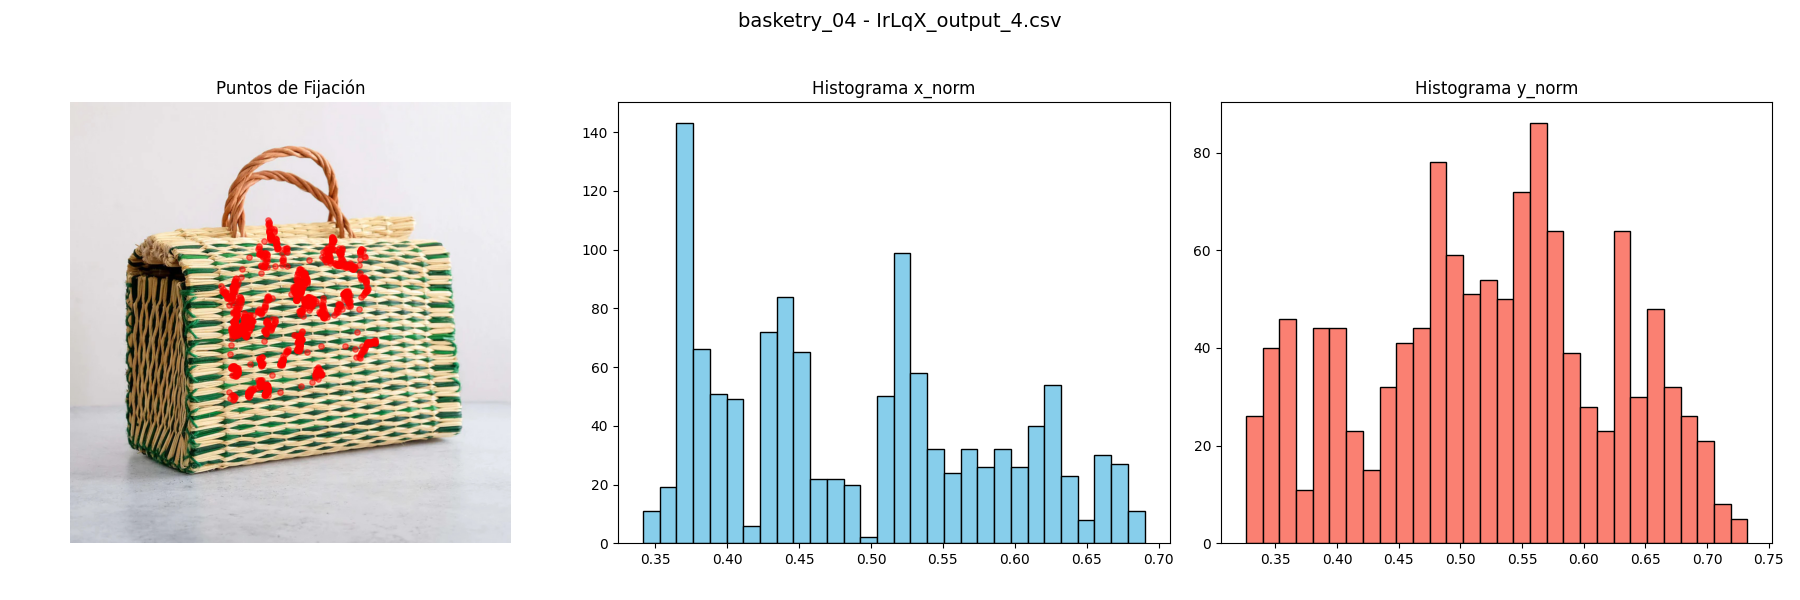 basketry_04 - IrLqX_output_4.csv
Puntos de Fijación
Histograma x_norm
Histograma y_norm
140
120
100
80
60
40
20
0
0.35 0.40 0.45 0.50 0.55 0.60 0.65 0.70
80
60
40
20
0
0.35 0.40 0.45 0.50 0.55 0.60 0.65 0.70 0.75